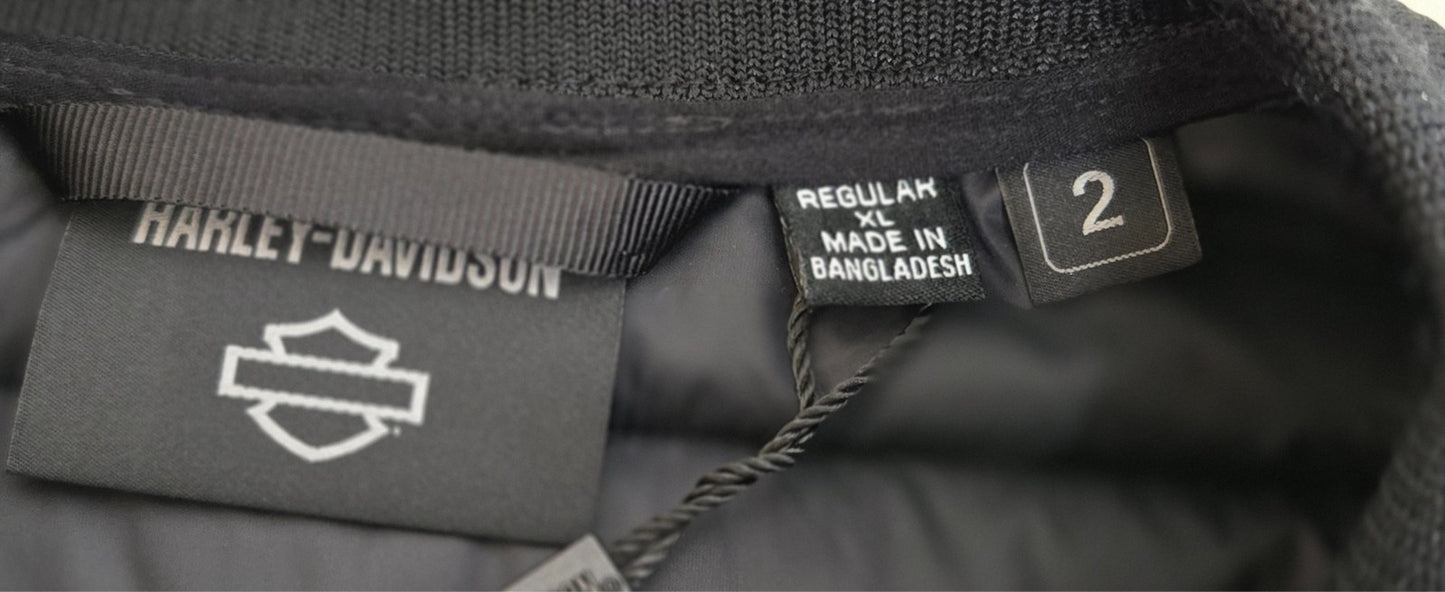 HARLEY-DAVIDSON
REGULAR
XL
MADE IN
BANGLADESH
2